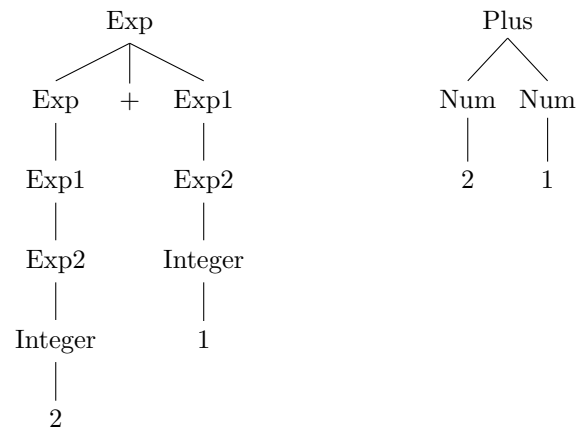 Exp Plus
Exp + Exp1 Num Num
Exp1 Exp2 2 1
Exp2 Integer
Integer 1
2